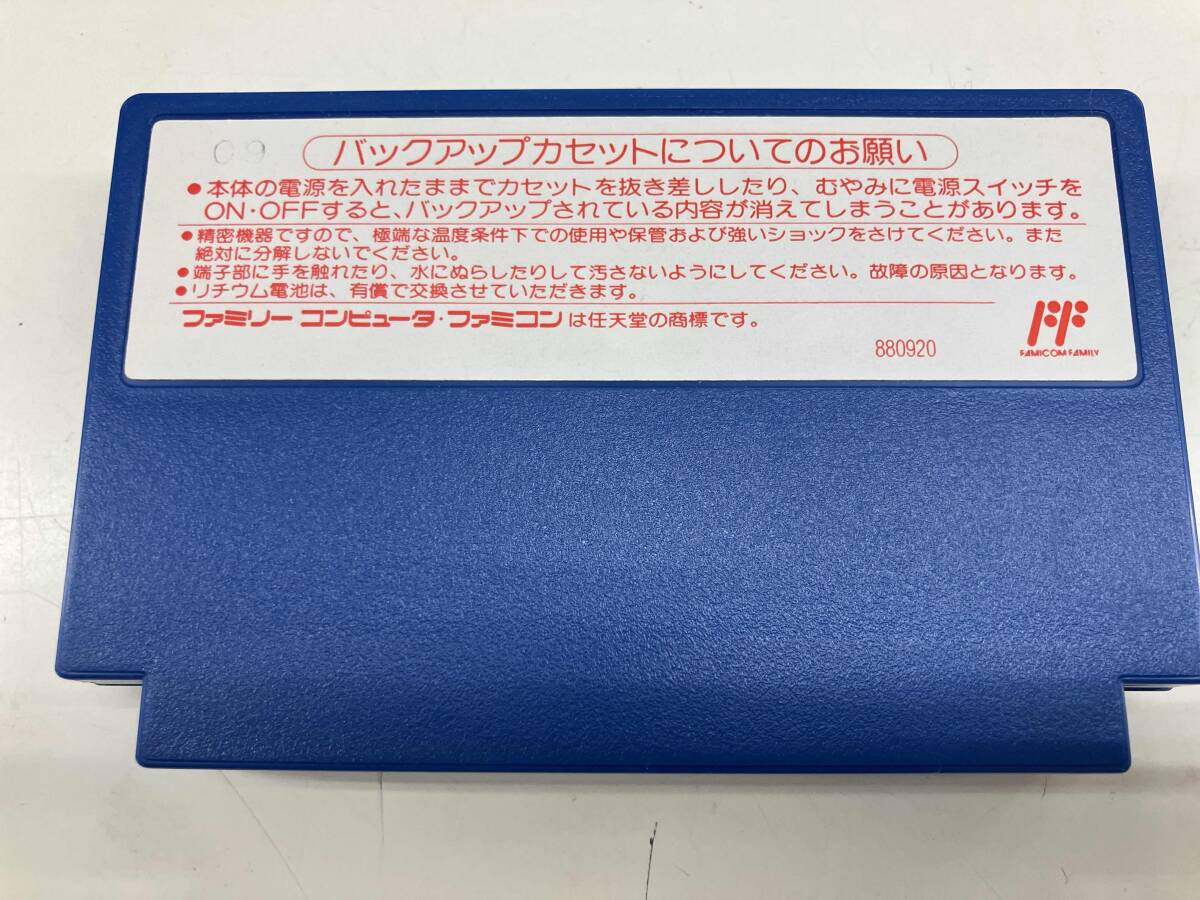 09
バックアップカセットについてのお願い
●本体の電源を入れたままでカセットを抜き差ししたり、むやみに電源スイッチを
ON・OFFすると、バックアップされている内容が消えてしまうことがあります。
●精密機器ですので、極端な温度条件下での使用や保管および強いショックをさけてください。また
絶対に分解しないでください。
●端子部に手を触れたり、水にぬらしたりして汚さないようにしてください。故障の原因となります。
●リチウム電池は、有償で交換させていただきます。
ファミリー コンピュータ・ファミコンは任天堂の商標です。
880920
FAMICOM FAMILY